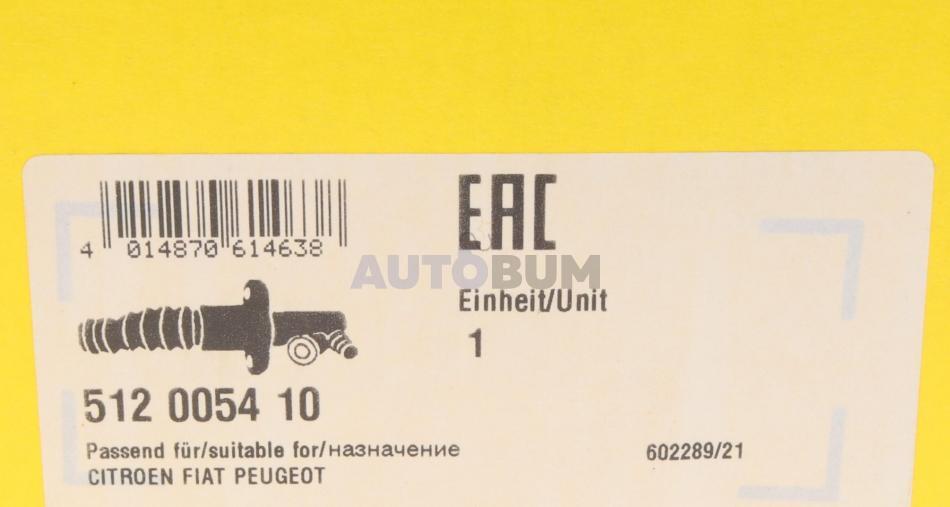 EAC
4 014870 614638
AUTOBUM
Einheit/Unit
1
512 0054 10
Passend für/suitable for/назначение
602289/21
CITROEN FIAT PEUGEOT